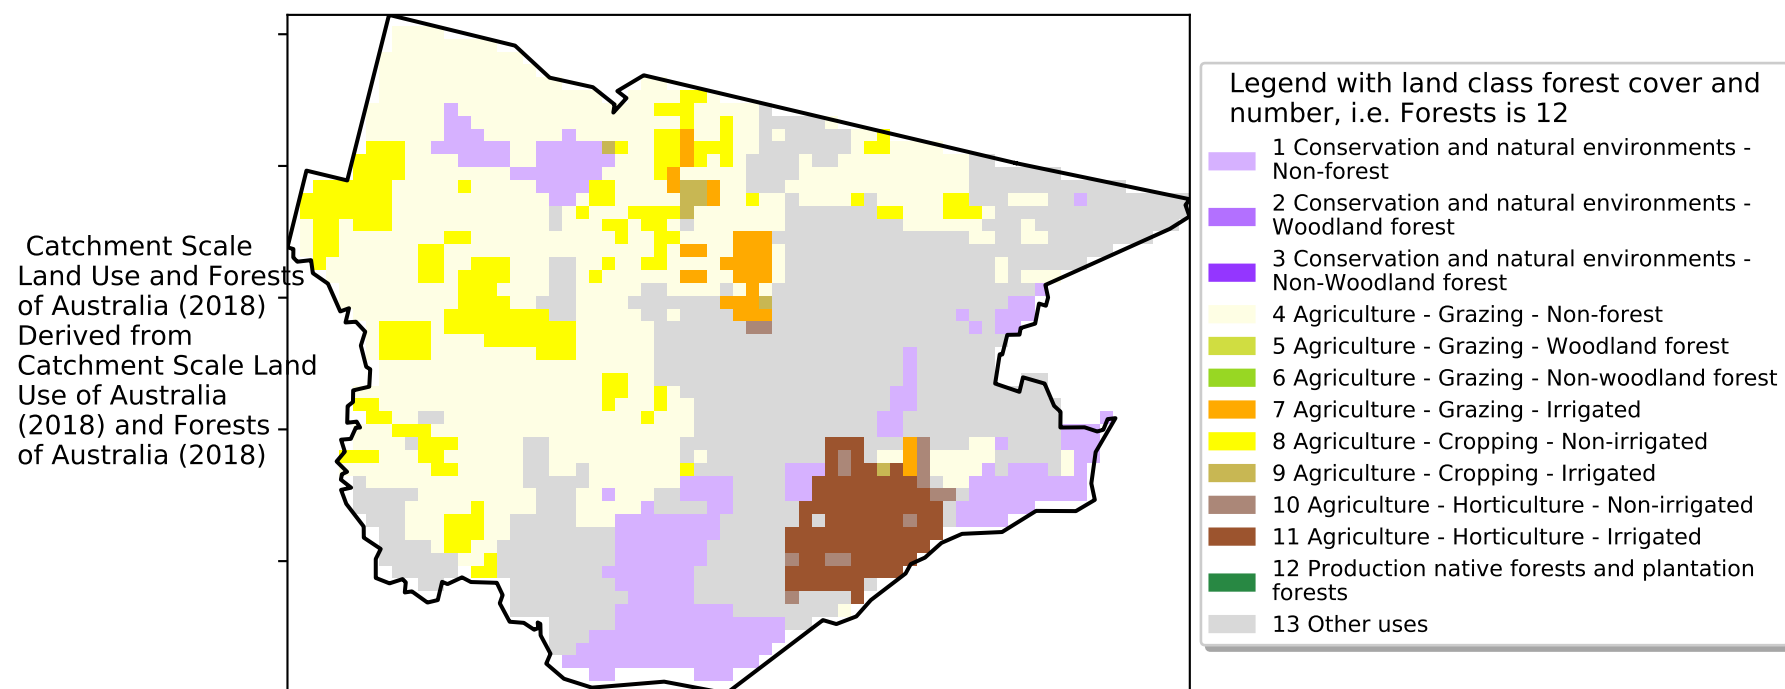 Catchment Scale
Land Use and Forests
of Australia (2018)
Derived from
Catchment Scale Land
Use of Australia
(2018) and Forests
of Australia (2018)
Legend with land class forest cover and
number, i.e. Forests is 12
1 Conservation and natural environments -
Non-forest
2 Conservation and natural environments -
Woodland forest
3 Conservation and natural environments -
Non-Woodland forest
4 Agriculture - Grazing - Non-forest
5 Agriculture - Grazing - Woodland forest
6 Agriculture - Grazing - Non-woodland forest
7 Agriculture - Grazing - Irrigated
8 Agriculture - Cropping - Non-irrigated
9 Agriculture - Cropping - Irrigated
10 Agriculture - Horticulture - Non-irrigated
11 Agriculture - Horticulture - Irrigated
12 Production native forests and plantation
forests
13 Other uses